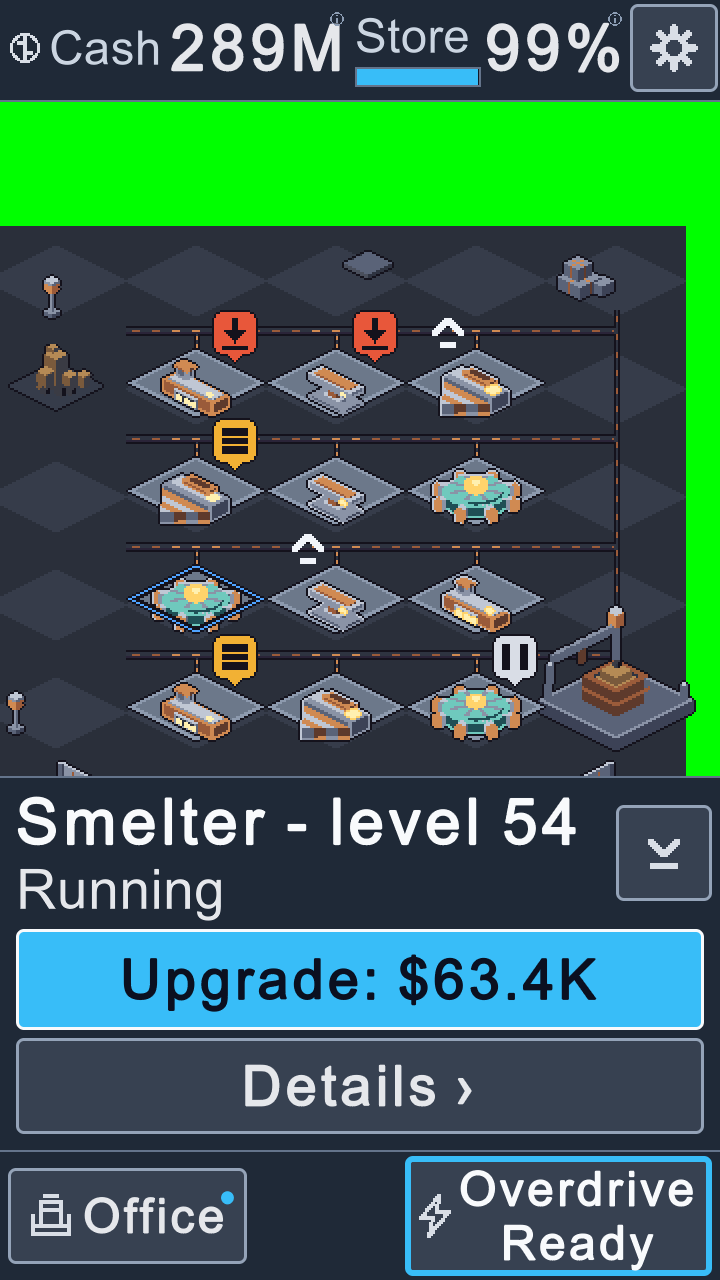 Cash 289M Store 99%
Smelter - level 54
Running
Upgrade: $63.4K
Details ›
Office
Overdrive
Ready